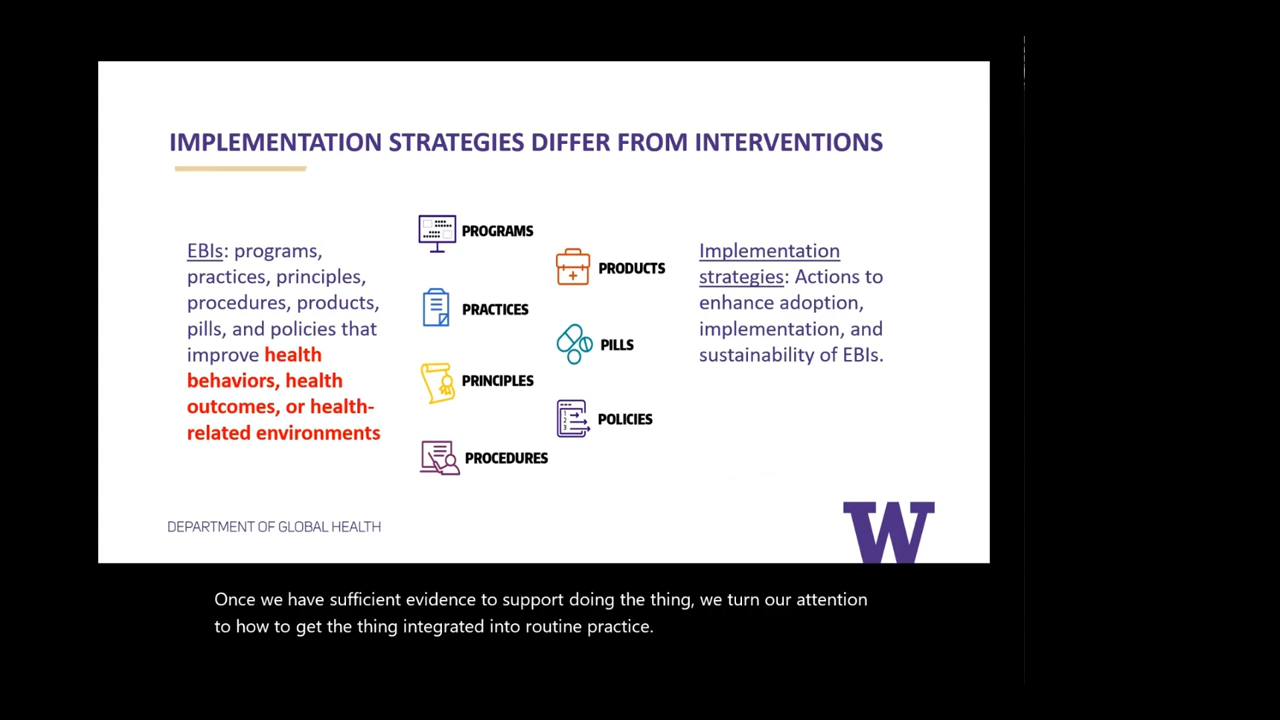 IMPLEMENTATION STRATEGIES DIFFER FROM INTERVENTIONS
EBIs: programs,
practices, principles,
procedures, products,
pills, and policies that
improve health
behaviors, health
outcomes, or health-
related environments
PROGRAMS
PRODUCTS
PRACTICES
PILLS
PRINCIPLES
POLICIES
PROCEDURES
Implementation
strategies: Actions to
enhance adoption,
implementation, and
sustainability of EBIs.
DEPARTMENT OF GLOBAL HEALTH
W
Once we have sufficient evidence to support doing the thing, we turn our attention
to how to get the thing integrated into routine practice.